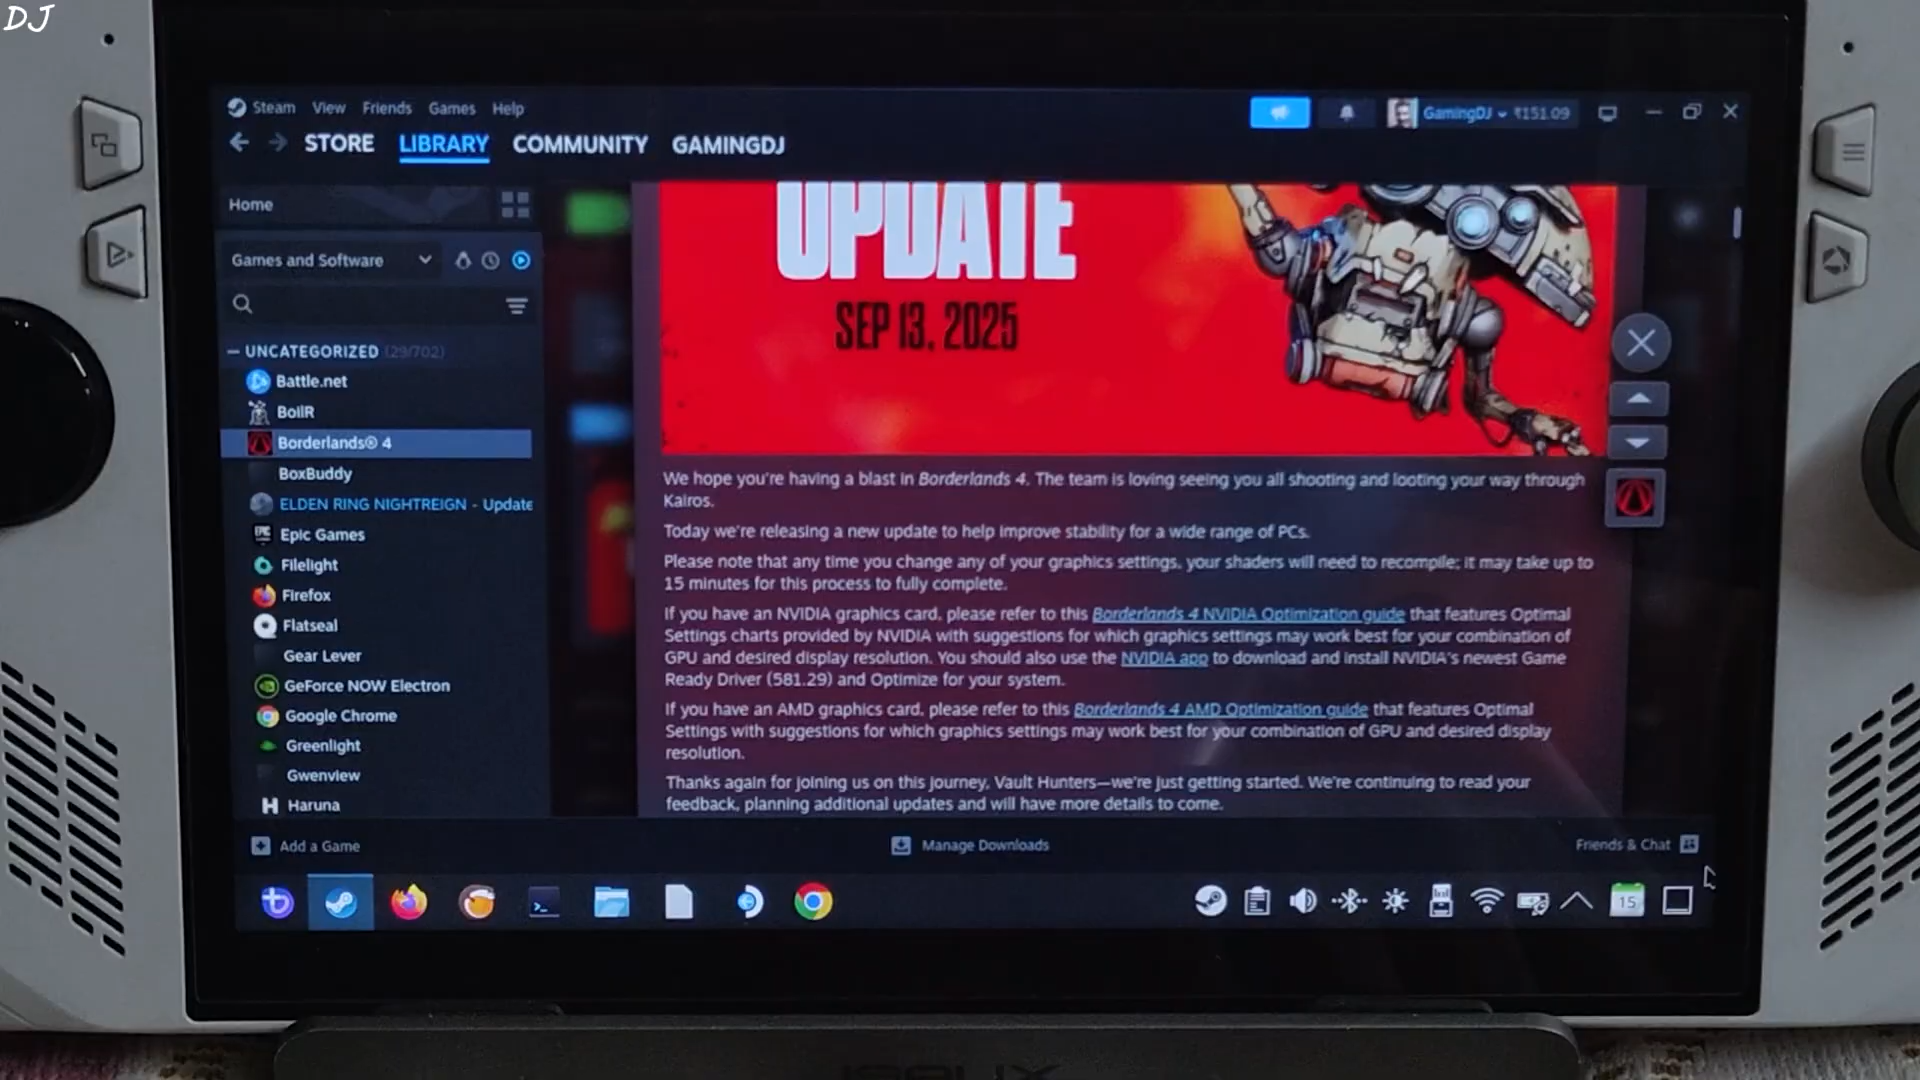 DJ
Steam View Friends Games Help
GamingDJ ₹151.09
STORE LIBRARY COMMUNITY GAMINGDJ
Home
Games and Software
— UNCATEGORIZED (29/702)
Battle.net
BoilR
Borderlands® 4
BoxBuddy
ELDEN RING NIGHTREIGN - Update
Epic Games
Filelight
Firefox
Flatseal
Gear Lever
GeForce NOW Electron
Google Chrome
Greenlight
Gwenview
Haruna
UPDATE
SEP 13, 2025
We hope you're having a blast in Borderlands 4. The team is loving seeing you all shooting and looting your way through
Kairos.
Today we're releasing a new update to help improve stability for a wide range of PCs.
Please note that any time you change any of your graphics settings, your shaders will need to recompile; it may take up to
15 minutes for this process to fully complete.
If you have an NVIDIA graphics card, please refer to this Borderlands 4 NVIDIA Optimization guide that features Optimal
Settings charts provided by NVIDIA with suggestions for which graphics settings may work best for your combination of
GPU and desired display resolution. You should also use the NVIDIA app to download and install NVIDIA's newest Game
Ready Driver (581.29) and Optimize for your system.
If you have an AMD graphics card, please refer to this Borderlands 4 AMD Optimization guide that features Optimal
Settings with suggestions for which graphics settings may work best for your combination of GPU and desired display
resolution.
Thanks again for joining us on this journey, Vault Hunters—we're just getting started. We're continuing to read your
feedback, planning additional updates and will have more details to come.
Add a Game
Manage Downloads
Friends & Chat
15